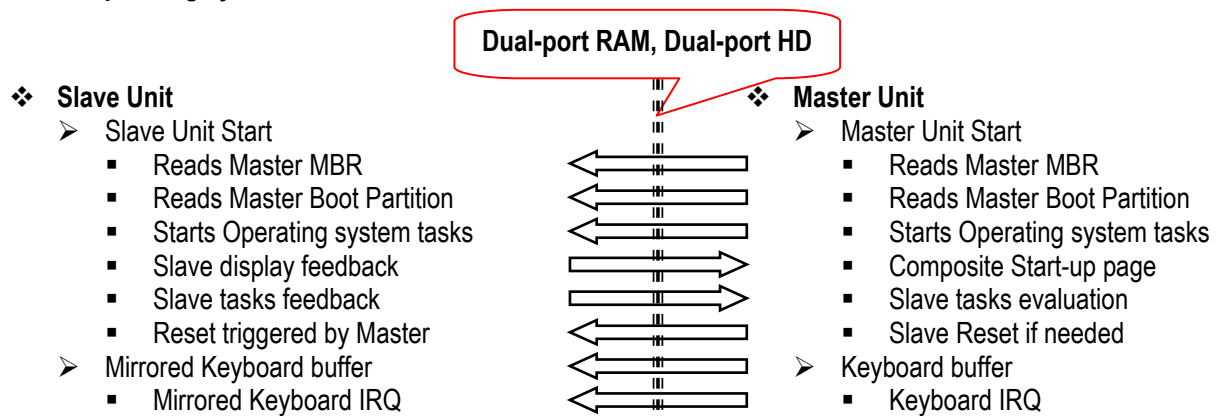 Dual-port RAM, Dual-port HD
❖ Slave Unit
➢ Slave Unit Start
▪ Reads Master MBR
▪ Reads Master Boot Partition
▪ Starts Operating system tasks
▪ Slave display feedback
▪ Slave tasks feedback
▪ Reset triggered by Master
➢ Mirrored Keyboard buffer
▪ Mirrored Keyboard IRQ
❖ Master Unit
➢ Master Unit Start
▪ Reads Master MBR
▪ Reads Master Boot Partition
▪ Starts Operating system tasks
▪ Composite Start-up page
▪ Slave tasks evaluation
▪ Slave Reset if needed
➢ Keyboard buffer
▪ Keyboard IRQ